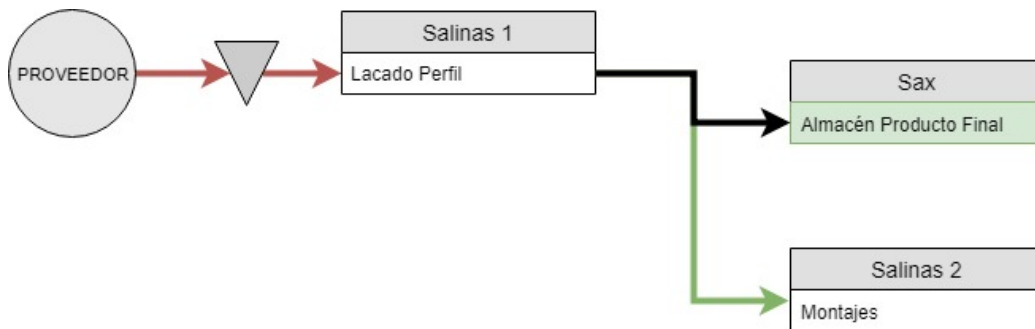 PROVEEDOR
Salinas 1
Lacado Perfil
Sax
Almacén Producto Final
Salinas 2
Montajes